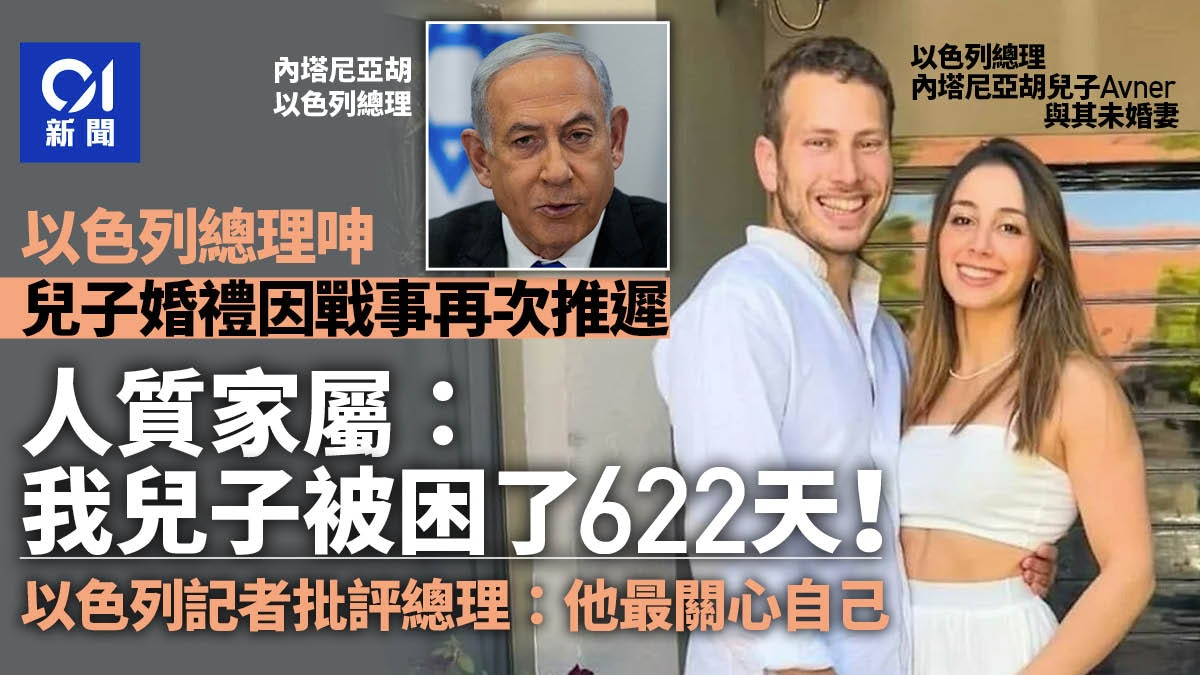 01
新聞
內塔尼亞胡
以色列總理
以色列總理
內塔尼亞胡兒子Avner
與其未婚妻
以色列總理呻
兒子婚禮因戰事再次推遲
人質家屬：
我兒子被困了622天！
以色列記者批評總理：他最關心自己